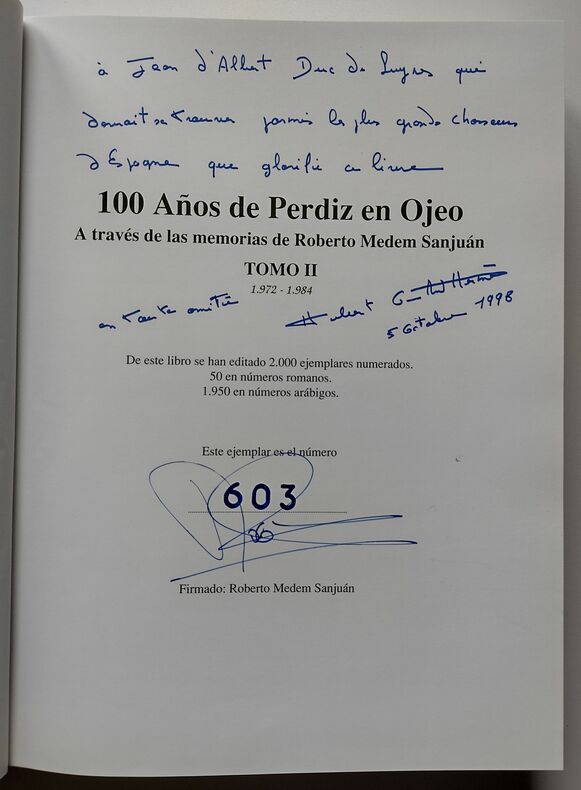 à Jean d'Albert Duc de Luynes qui
devrait se trouver parmis les plus grands chasseurs
d'Espagne que glorifie ce livre
100 Años de Perdiz en Ojeo
A través de las memorias de Roberto Medem Sanjuán
TOMO II
1.972 - 1.984
en toute amitié
Hubert
5 Octobre 1998
De este libro se han editado 2.000 ejemplares numerados.
50 en números romanos.
1.950 en números arábigos.
Este ejemplar es el número
603
Firmado: Roberto Medem Sanjuán